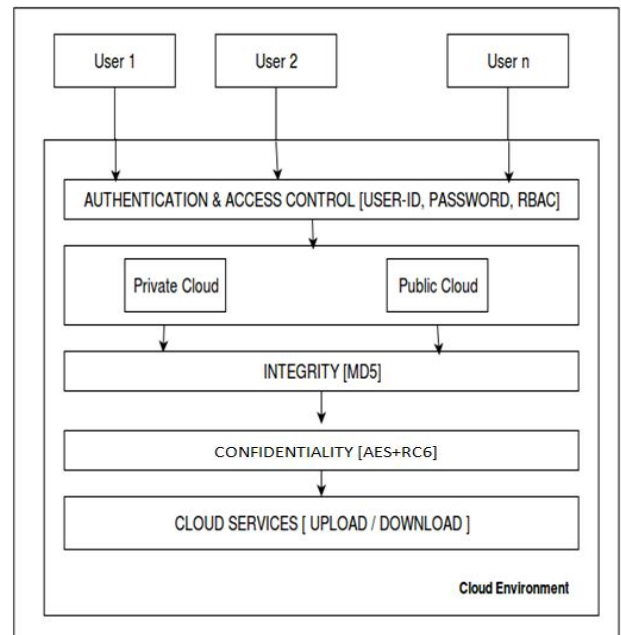 User 1
User 2
User n
AUTHENTICATION & ACCESS CONTROL [USER-ID, PASSWORD, RBAC]
Private Cloud
Public Cloud
INTEGRITY [MD5]
CONFIDENTIALITY [AES+RC6]
CLOUD SERVICES [ UPLOAD / DOWNLOAD ]
Cloud Environment